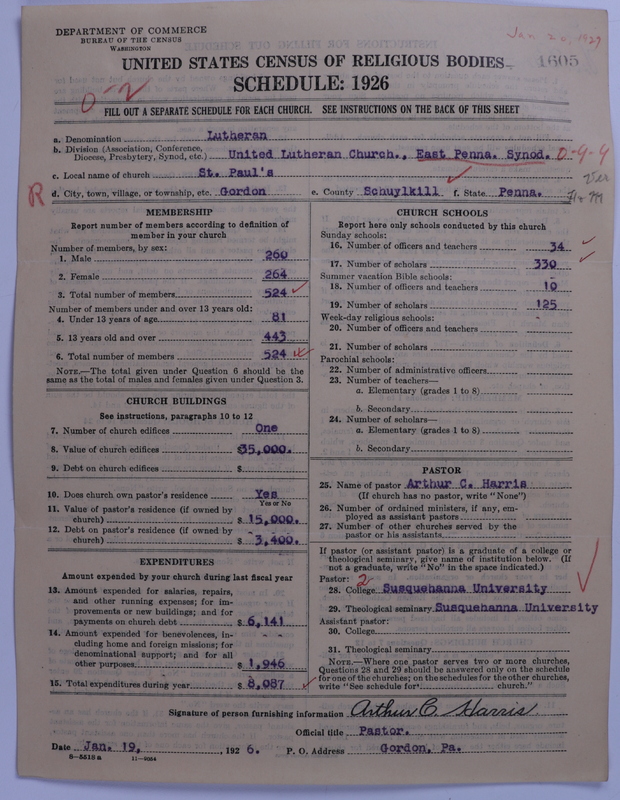 DEPARTMENT OF COMMERCE
BUREAU OF THE CENSUS
WASHINGTON
Jan 20, 1927
1605
UNITED STATES CENSUS OF RELIGIOUS BODIES
SCHEDULE: 1926
0-2
FILL OUT A SEPARATE SCHEDULE FOR EACH CHURCH. SEE INSTRUCTIONS ON THE BACK OF THIS SHEET
a. Denomination Lutheran
b. Division (Association, Conference, Diocese, Presbytery, Synod, etc.) United Lutheran Church., East Penna. Synod. 0-4-4
c. Local name of church St. Paul's
R d. City, town, village, or township, etc. Gordon e. County Schuylkill f. State Penna.
MEMBERSHIP
Report number of members according to definition of
member in your church
Number of members, by sex:
1. Male 260
2. Female 264
3. Total number of members 524
Number of members under and over 13 years old:
4. Under 13 years of age 81
5. 13 years old and over 443
6. Total number of members 524
NOTE.—The total given under Question 6 should be
same as the total of males and females given under Question 3.
CHURCH BUILDINGS
See instructions, paragraphs 10 to 12
7. Number of church edifices One
8. Value of church edifices $35,000.
9. Debt on church edifices $
10. Does church own pastor's residence Yes
Yes or No
11. Value of pastor's residence (if owned by
church) $15,000.
12. Debt on pastor's residence (if owned by
church) $3,400.
EXPENDITURES
Amount expended by your church during last fiscal year
13. Amount expended for salaries, repairs,
and other running expenses; for im-
provements or new buildings; and for
payments on church debt $6,141
14. Amount expended for benevolences, in-
cluding home and foreign missions; for
denominational support; and for all
other purposes $1,946
15. Total expenditures during year $8,087
CHURCH SCHOOLS
Report here only schools conducted by this church
Sunday schools:
16. Number of officers and teachers 34
17. Number of scholars 330
Summer vacation Bible schools:
18. Number of officers and teachers 10
19. Number of scholars 125
Week-day religious schools:
20. Number of officers and teachers
21. Number of scholars
Parochial schools:
22. Number of administrative officers
23. Number of teachers—
a. Elementary (grades 1 to 8)
b. Secondary
24. Number of scholars—
a. Elementary (grades 1 to 8)
b. Secondary
PASTOR
25. Name of pastor Arthur C. Harris
(If church has no pastor, write "None")
26. Number of ordained ministers, if any, em-
ployed as assistant pastors
27. Number of other churches served by the
pastor or his assistants
If pastor (or assistant pastor) is a graduate of a college or
theological seminary, give name of institution below. (If
not a graduate, write "No" in the space indicated.)
Pastor: 2
28. College Susquehanna University
29. Theological seminary Susquehanna University
Assistant pastor:
30. College
31. Theological seminary
NOTE.—Where one pastor serves two or more churches,
Questions 28 and 29 should be answered only on the schedule
for one of the churches; on the schedules for the other churches,
write "See schedule for church."
Signature of person furnishing information Arthur C. Harris
Official title Pastor.
Date Jan. 19, 1926. P. O. Address Gordon, Pa.
8-5518a 11-9064